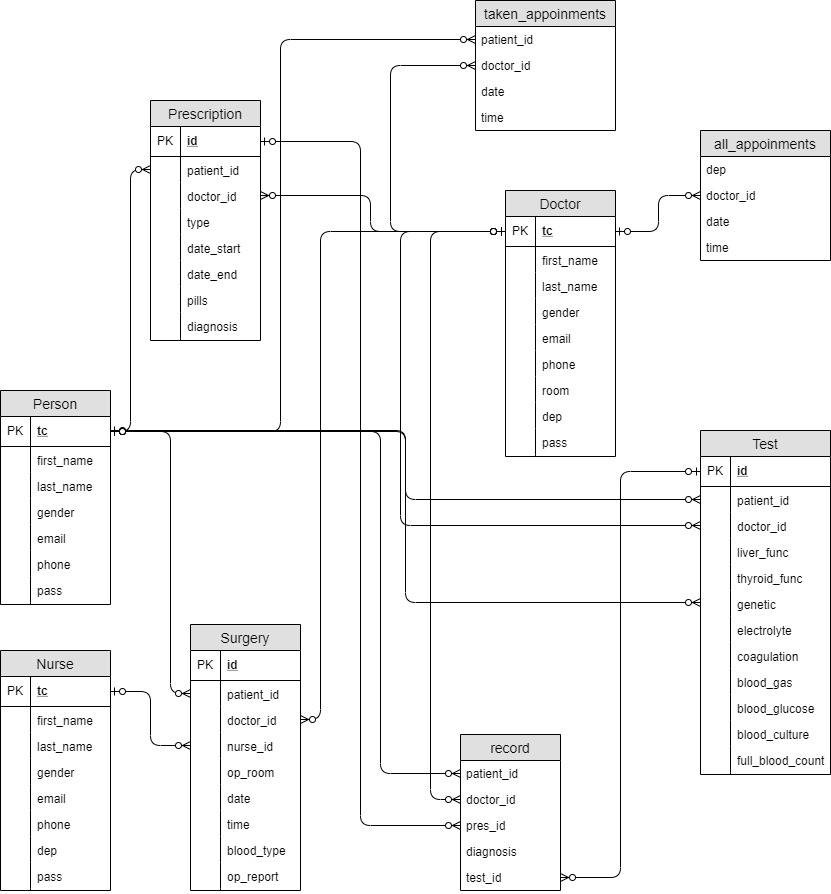 taken_appoinments
patient_id
doctor_id
date
time
Prescription
PK id
patient_id
doctor_id
type
date_start
date_end
pills
diagnosis
all_appoinments
dep
doctor_id
date
time
Doctor
PK tc
first_name
last_name
gender
email
phone
room
dep
pass
Person
PK tc
first_name
last_name
gender
email
phone
pass
Test
PK id
patient_id
doctor_id
liver_func
thyroid_func
genetic
electrolyte
coagulation
blood_gas
blood_glucose
blood_culture
full_blood_count
Surgery
PK id
patient_id
doctor_id
nurse_id
op_room
date
time
blood_type
op_report
Nurse
PK tc
first_name
last_name
gender
email
phone
dep
pass
record
patient_id
doctor_id
pres_id
diagnosis
test_id